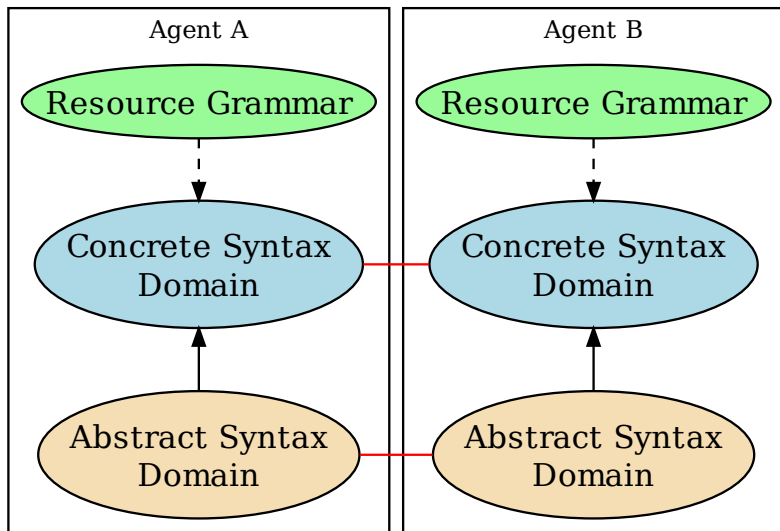 Agent A
Resource Grammar
Concrete Syntax
Domain
Abstract Syntax
Domain
Agent B
Resource Grammar
Concrete Syntax
Domain
Abstract Syntax
Domain